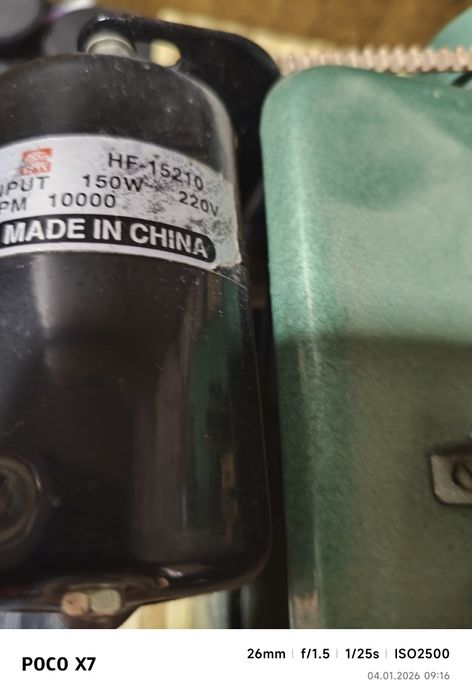 HF-15210
INPUT 150W 220V
RPM 10000
MADE IN CHINA
POCO X7
26mm | f/1.5 | 1/25s | ISO2500
04.01.2026 09:16